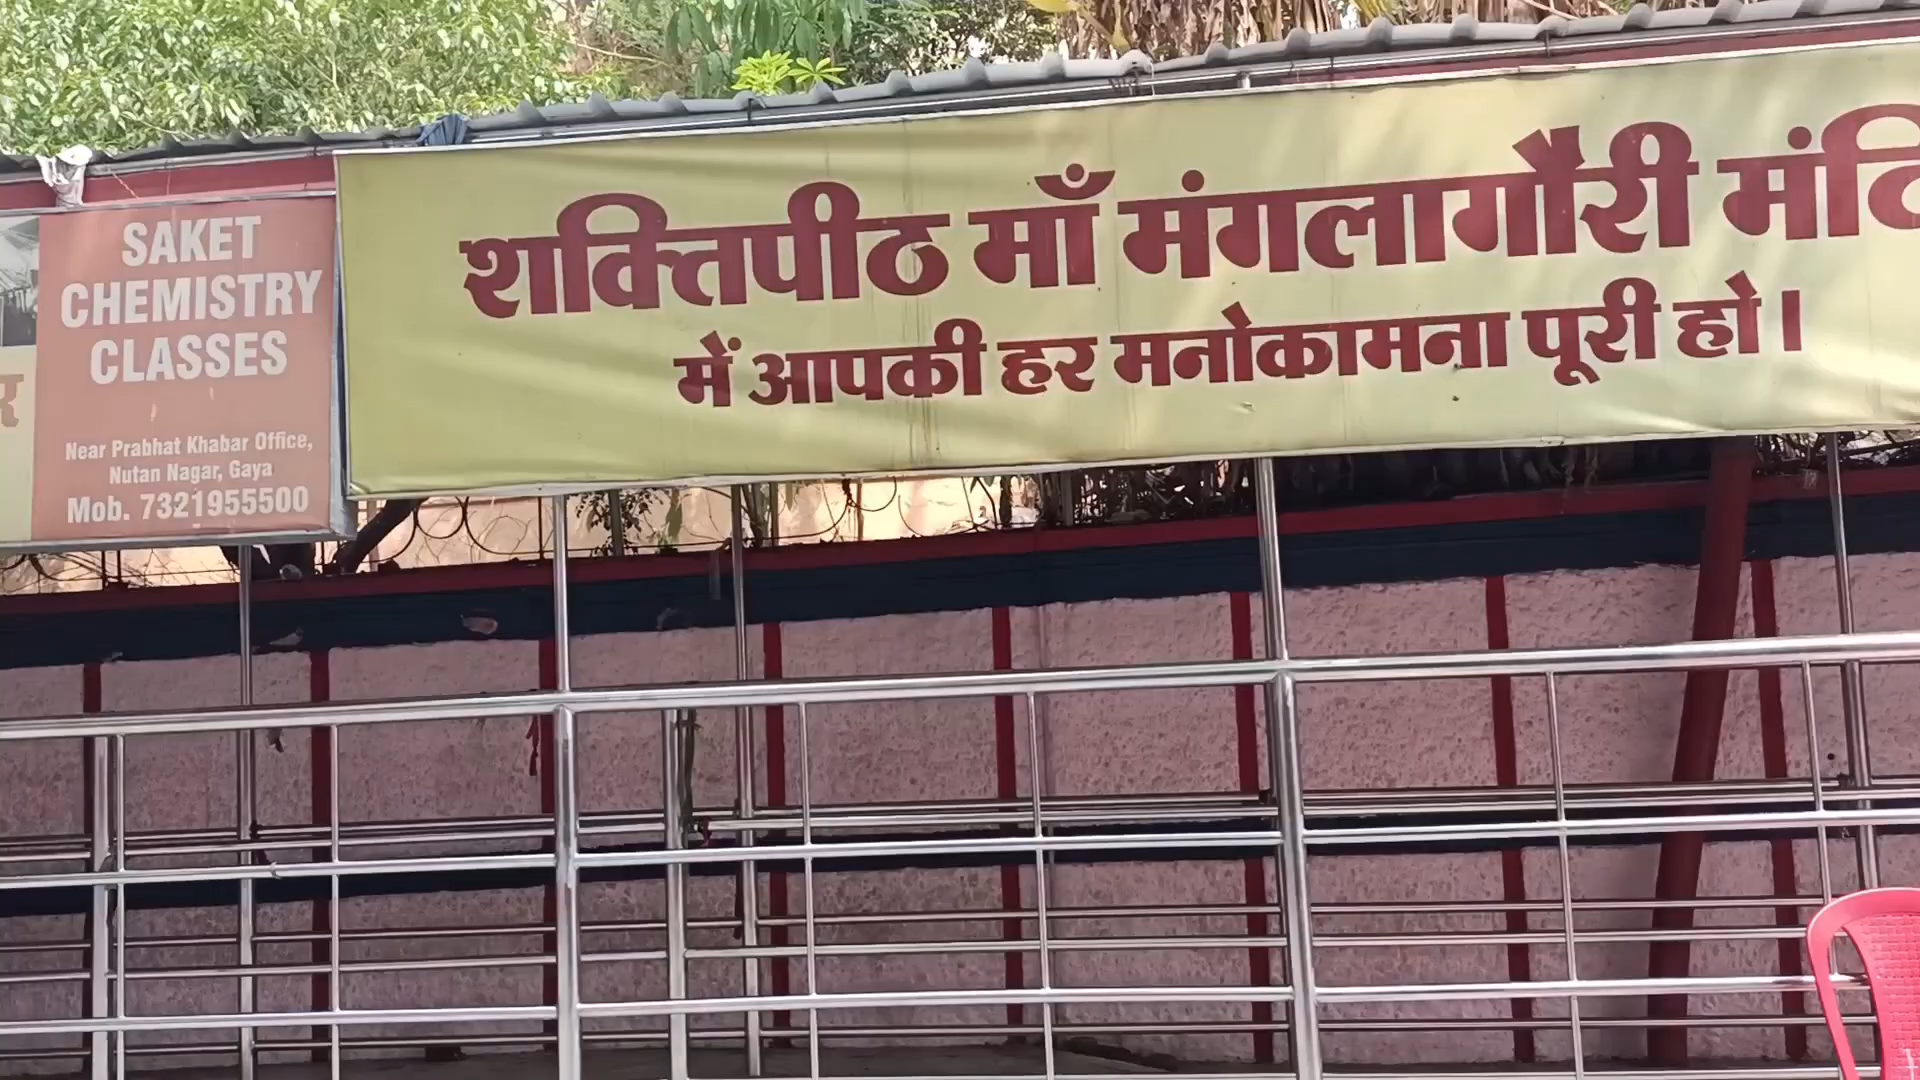 SAKET
CHEMISTRY
CLASSES
Near Prabhat Khabar Office,
Nutan Nagar, Gaya
Mob. 7321955500
शक्तिपीठ माँ मंगलागौरी
में आपकी हर मनोकामना पूरी हो।